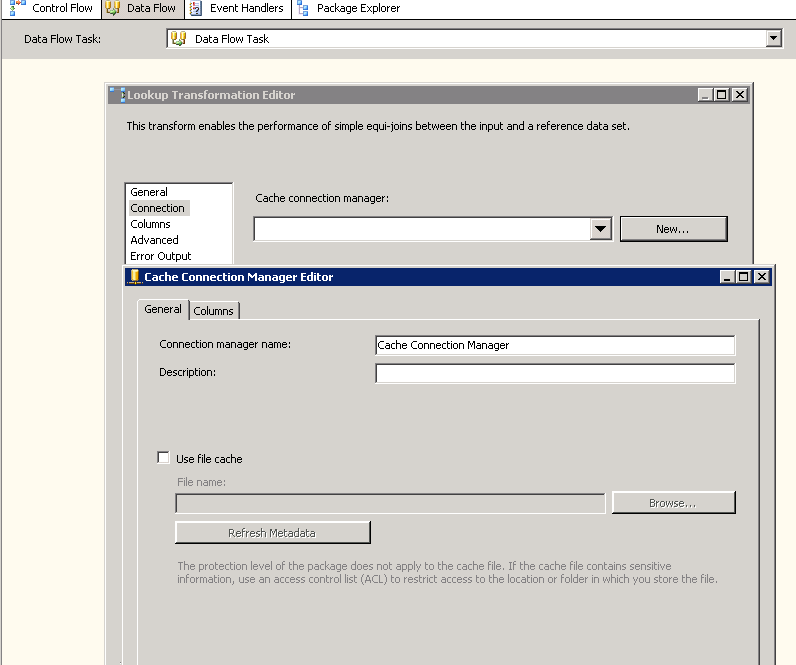 Control Flow Data Flow Event Handlers Package Explorer
Data Flow Task: Data Flow Task
Lookup Transformation Editor
This transform enables the performance of simple equi-joins between the input and a reference data set.
General
Connection
Columns
Advanced
Error Output
Cache connection manager:
New...
Cache Connection Manager Editor
General Columns
Connection manager name: Cache Connection Manager
Description:
Use file cache
File name:
Browse...
Refresh Metadata
The protection level of the package does not apply to the cache file. If the cache file contains sensitive
information, use an access control list (ACL) to restrict access to the location or folder in which you store the file.